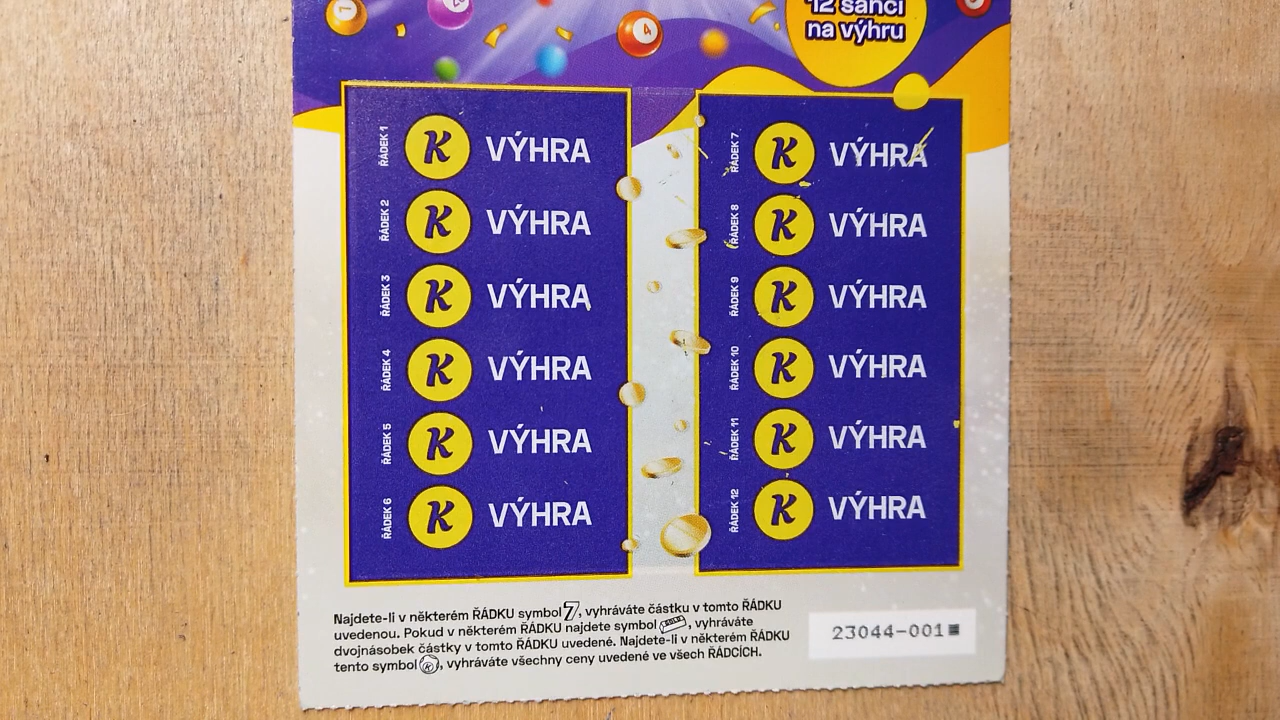 12 šancí
na výhru
1
4
ŘÁDEK 1 K VÝHRA
ŘÁDEK 2 K VÝHRA
ŘÁDEK 3 K VÝHRA
ŘÁDEK 4 K VÝHRA
ŘÁDEK 5 K VÝHRA
ŘÁDEK 6 K VÝHRA
ŘÁDEK 7 K VÝHRA
ŘÁDEK 8 K VÝHRA
ŘÁDEK 9 K VÝHRA
ŘÁDEK 10 K VÝHRA
ŘÁDEK 11 K VÝHRA
ŘÁDEK 12 K VÝHRA
Najdete-li v některém ŘÁDKU symbol 7, vyhráváte částku v tomto ŘÁDKU
uvedenou. Pokud v některém ŘÁDKU najdete symbol GOLD, vyhráváte
dvojnásobek částky v tomto ŘÁDKU uvedené. Najdete-li v některém ŘÁDKU
tento symbol K, vyhráváte všechny ceny uvedené ve všech ŘÁDCÍCH.
23044-001